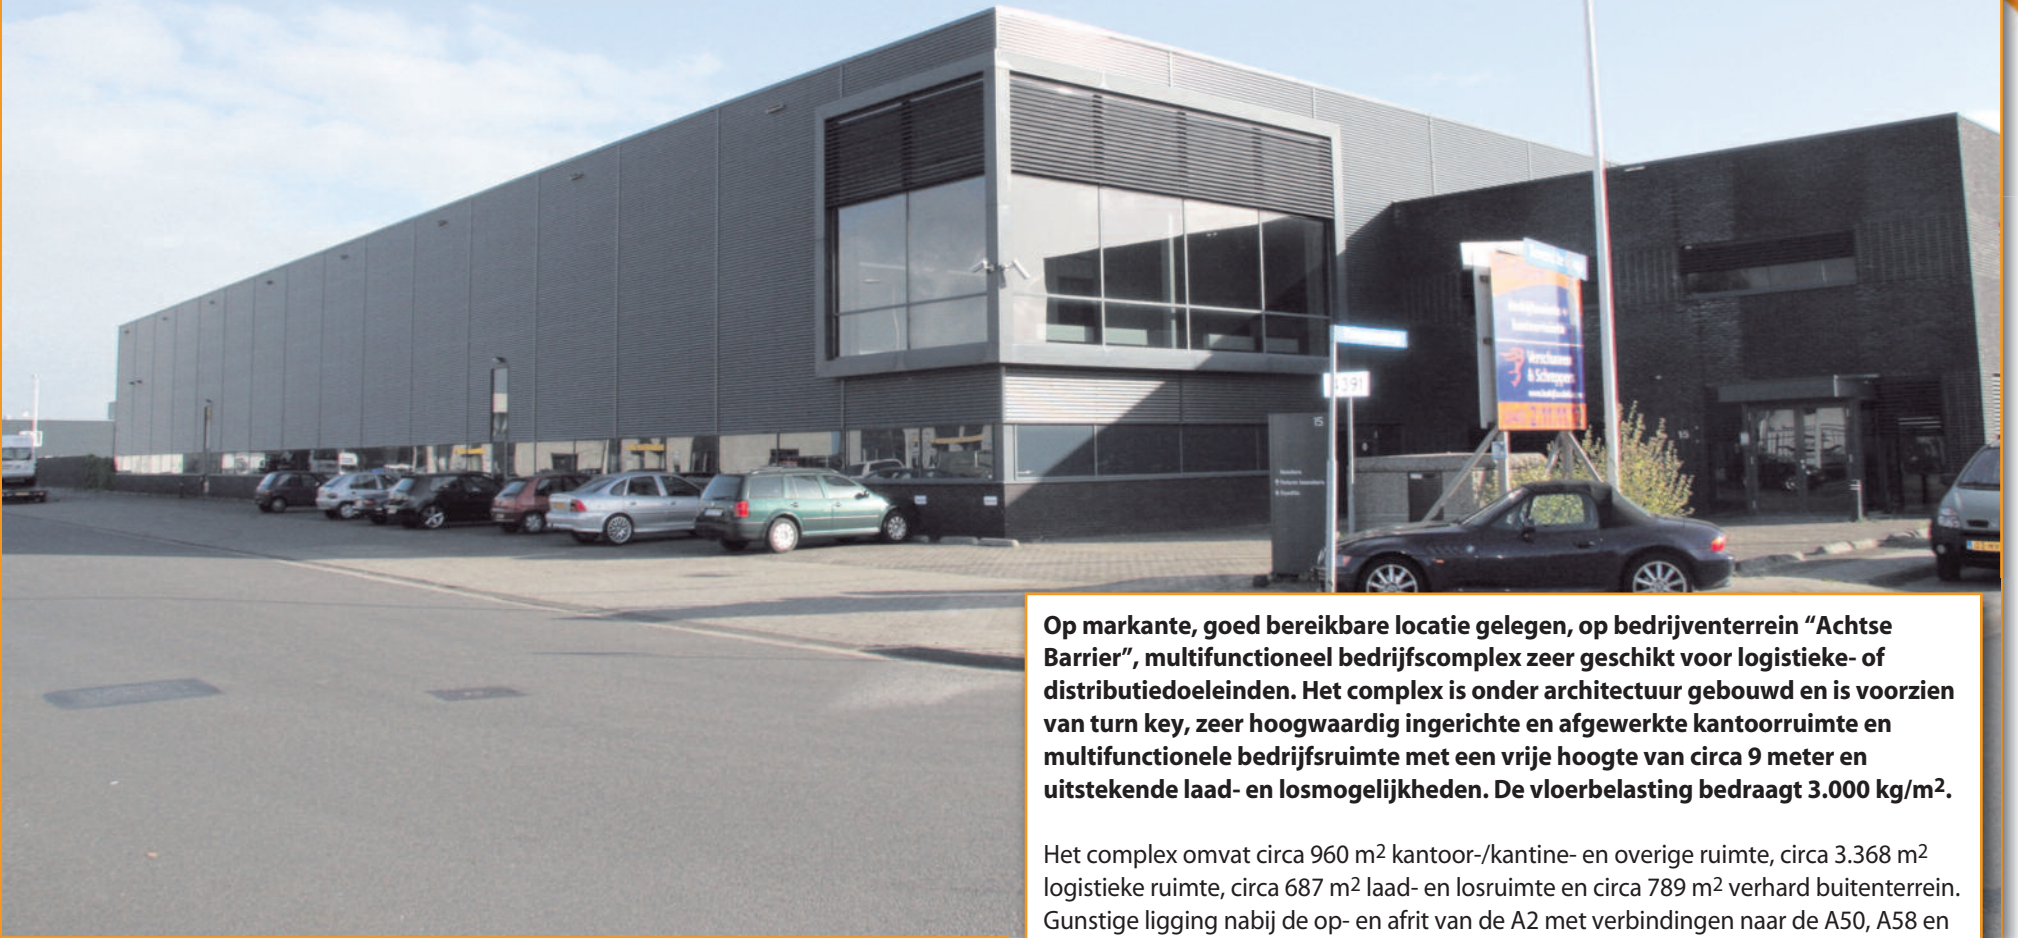 4391
15
15
Verschuuren
& Schreppers
Op markante, goed bereikbare locatie gelegen, op bedrijventerrein “Achtse
Barrier”, multifunctioneel bedrijfscomplex zeer geschikt voor logistieke- of
distributiedoeleinden. Het complex is onder architectuur gebouwd en is voorzien
van turn key, zeer hoogwaardig ingerichte en afgewerkte kantoorruimte en
multifunctionele bedrijfsruimte met een vrije hoogte van circa 9 meter en
uitstekende laad- en losmogelijkheden. De vloerbelasting bedraagt 3.000 kg/m2.
Het complex omvat circa 960 m2 kantoor-/kantine- en overige ruimte, circa 3.368 m2
logistieke ruimte, circa 687 m2 laad- en losruimte en circa 789 m2 verhard buitenterrein.
Gunstige ligging nabij de op- en afrit van de A2 met verbindingen naar de A50, A58 en